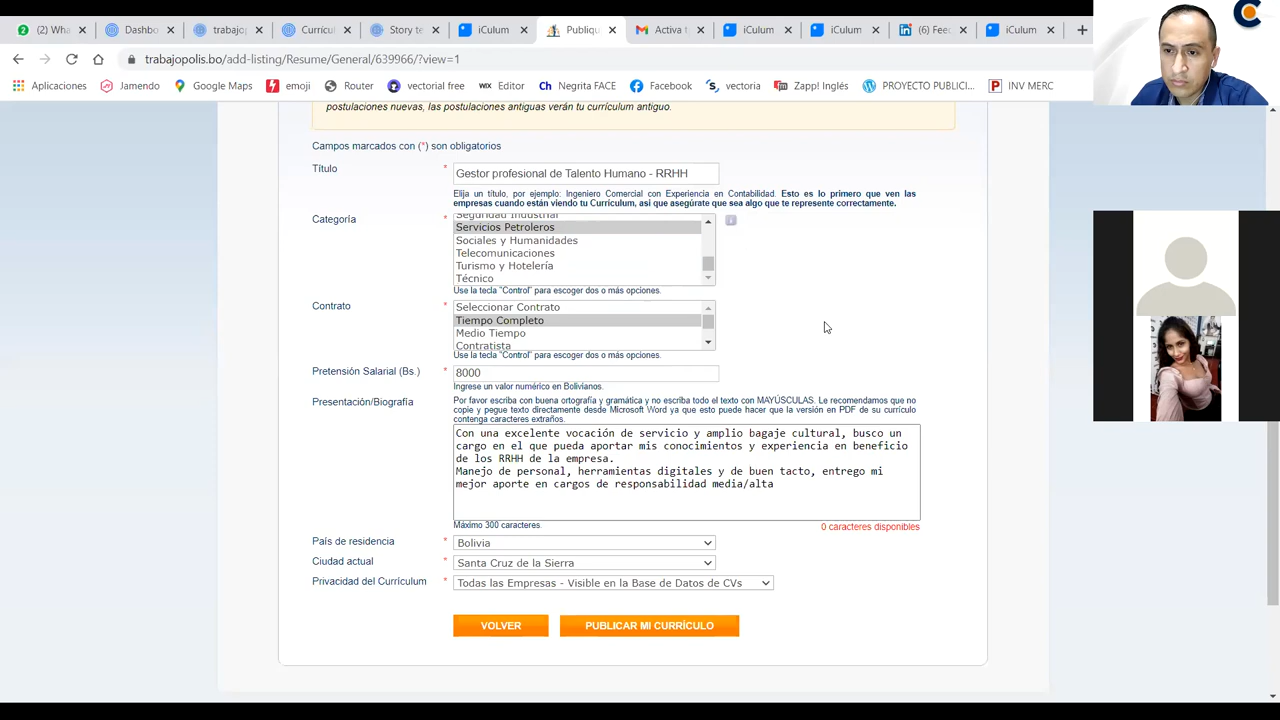 (2) Wha
Dashbo
trabajo
Currícu
Story te
iCulum
Publiqu
Activa t
iCulum
iCulum
(6) Feed
iCulum
trabajopolis.bo/add-listing/Resume/General/639966/?view=1
Aplicaciones
Jamendo
Google Maps
emoji
Router
vectorial free
WIX
Editor
Ch
Negrita FACE
Facebook
vectoria
Zapp! Inglés
PROYECTO PUBLICI...
INV MERC
postulaciones nuevas, las postulaciones antiguas verán tu currículum antiguo.
Campos marcados con (*) son obligatorios
Título * Gestor profesional de Talento Humano - RRHH
Elija un título, por ejemplo: Ingeniero Comercial con Experiencia en Contabilidad. Esto es lo primero que ven las
empresas cuando están viendo tu Currículum, asi que asegúrate que sea algo que te represente correctamente.
Categoría *
Seguridad Industrial
Servicios Petroleros
Sociales y Humanidades
Telecomunicaciones
Turismo y Hotelería
Técnico
Use la tecla "Control" para escoger dos o más opciones.
Contrato * Seleccionar Contrato
Tiempo Completo
Medio Tiempo
Contratista
Use la tecla "Control" para escoger dos o más opciones.
Pretensión Salarial (Bs.) * 8000
Ingrese un valor numérico en Bolivianos.
Presentación/Biografía
Por favor escriba con buena ortografía y gramática y no escriba todo el texto con MAYÚSCULAS. Le recomendamos que no
copie y pegue texto directamente desde Microsoft Word ya que esto puede hacer que la versión en PDF de su currículo
contenga caracteres extraños.
Con una excelente vocación de servicio y amplio bagaje cultural, busco un
cargo en el que pueda aportar mis conocimientos y experiencia en beneficio
de los RRHH de la empresa.
Manejo de personal, herramientas digitales y de buen tacto, entrego mi
mejor aporte en cargos de responsabilidad media/alta
Máximo 300 caracteres.
0 caracteres disponibles
País de residencia * Bolivia
Ciudad actual * Santa Cruz de la Sierra
Privacidad del Currículum * Todas las Empresas - Visible en la Base de Datos de CVs
VOLVER
PUBLICAR MI CURRÍCULO